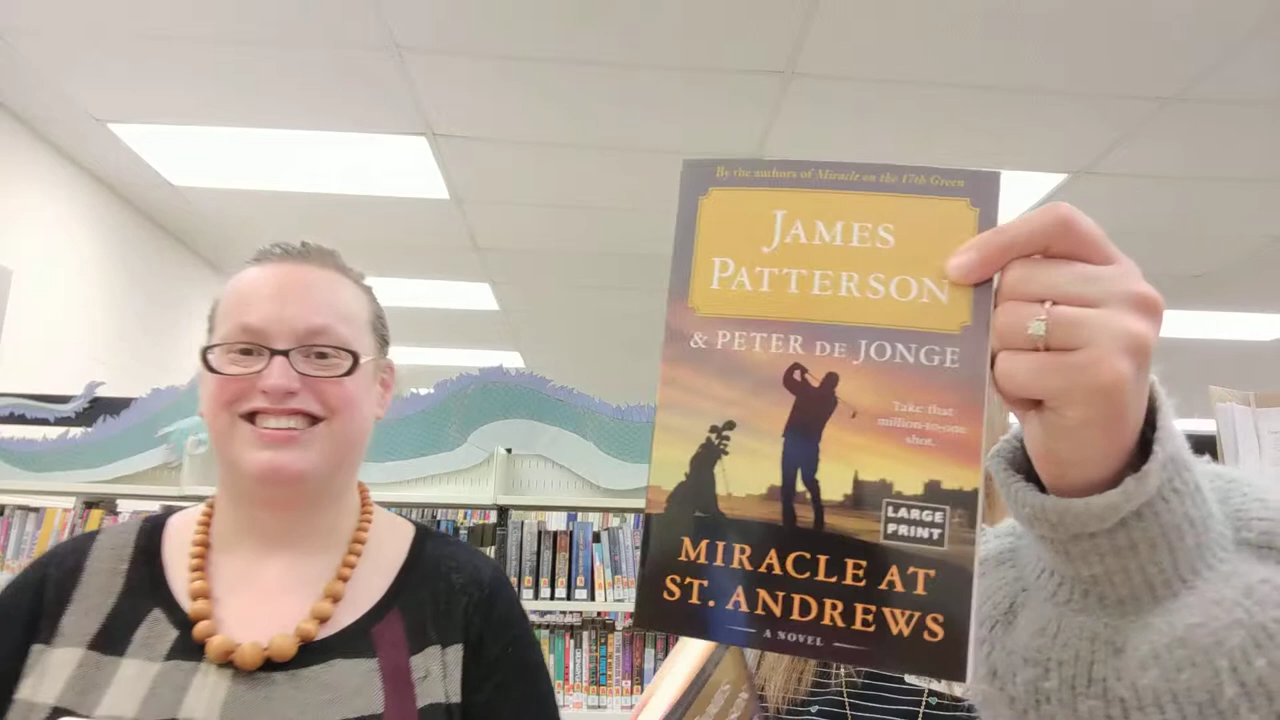 By the authors of Miracle on the 17th Green
JAMES
PATTERSON
& PETER DE JONGE
Take that
million-to-one
shot.
LARGE
PRINT
MIRACLE AT
ST. ANDREWS
A NOVEL